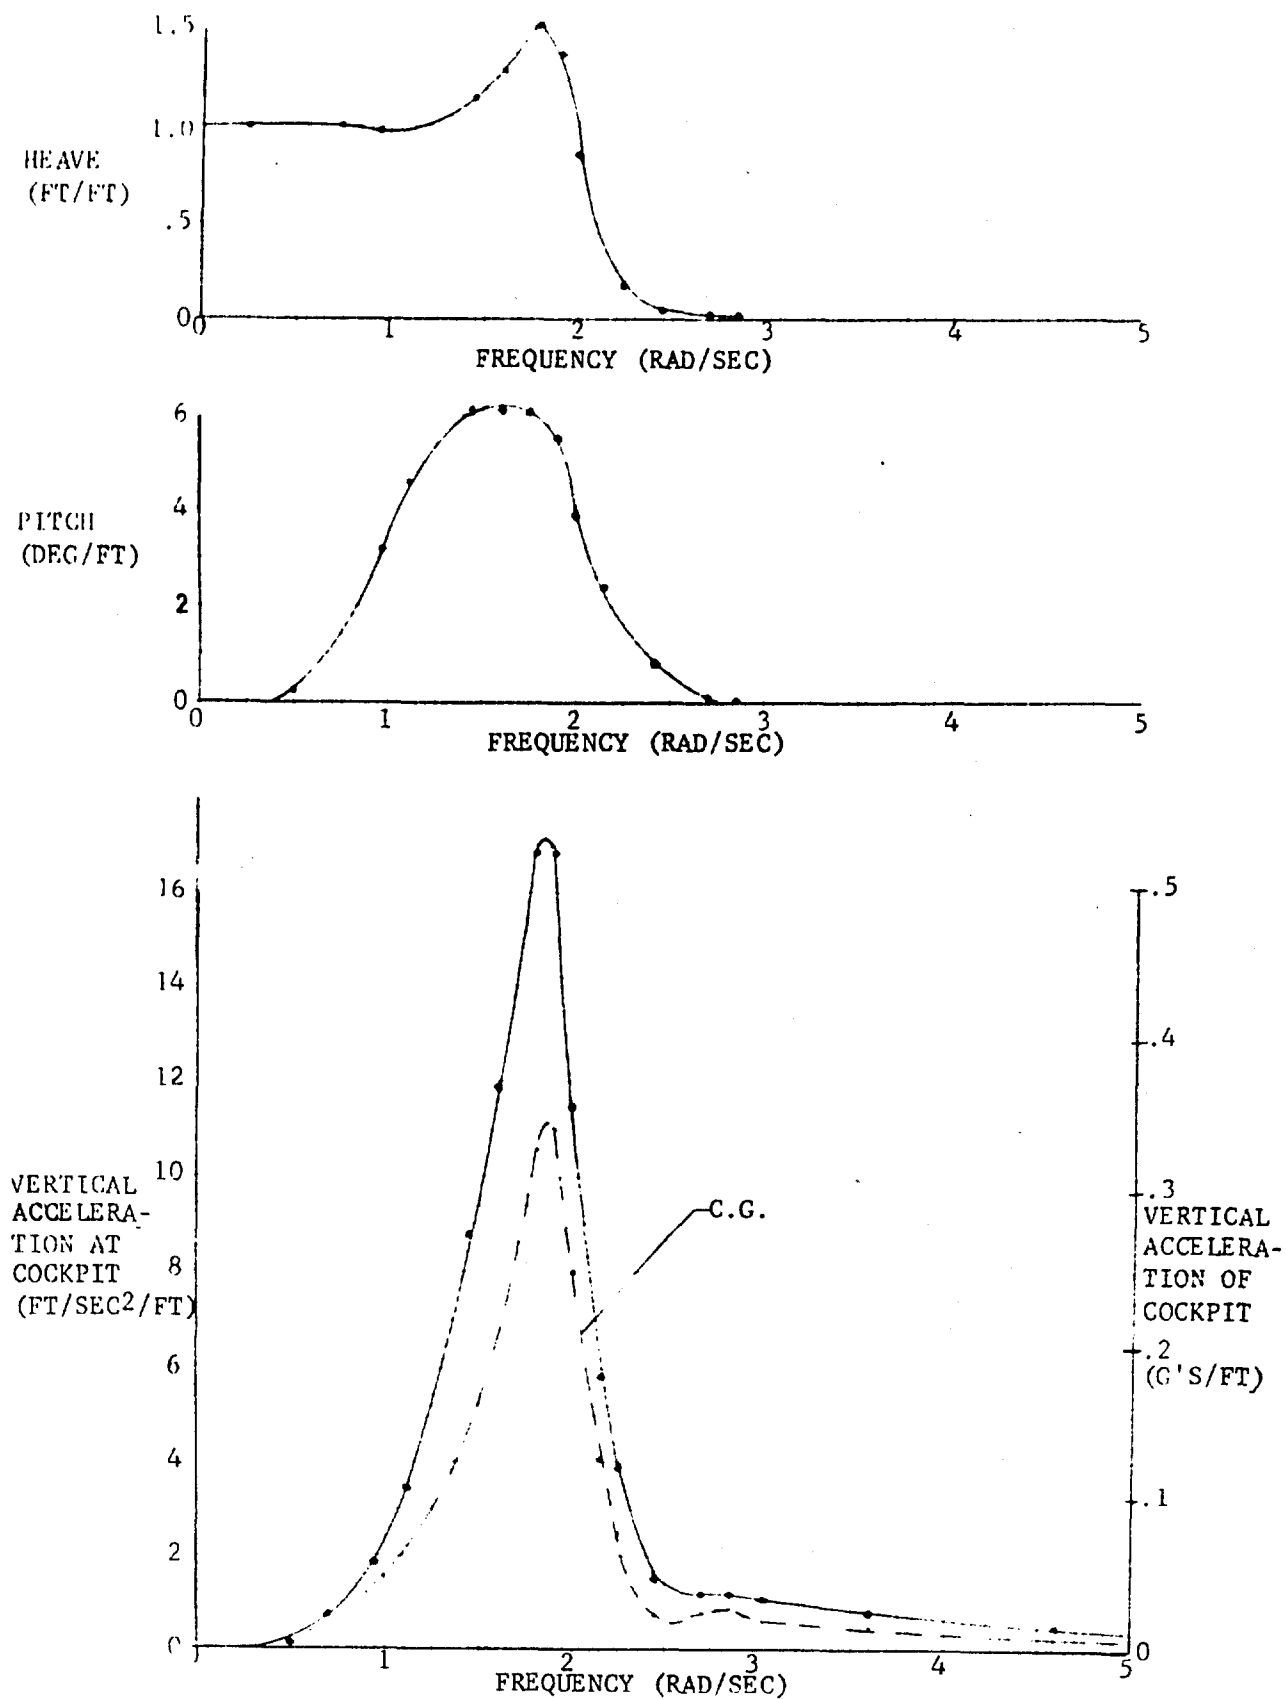 1.5
1.0
HEAVE
(FT/FT)
.5
0
0 1 2 3 4 5
FREQUENCY (RAD/SEC)
6
4
PITCH
(DEG/FT)
2
0
0 1 2 3 4 5
FREQUENCY (RAD/SEC)
16
14
12
10
VERTICAL
ACCELERA-
TION AT
COCKPIT
(FT/SEC2/FT)
8
6
4
2
0
C.G.
.5
.4
.3
VERTICAL
ACCELERA-
TION OF
COCKPIT
.2
(G'S/FT)
.1
0
1 2 3 4 5
FREQUENCY (RAD/SEC)